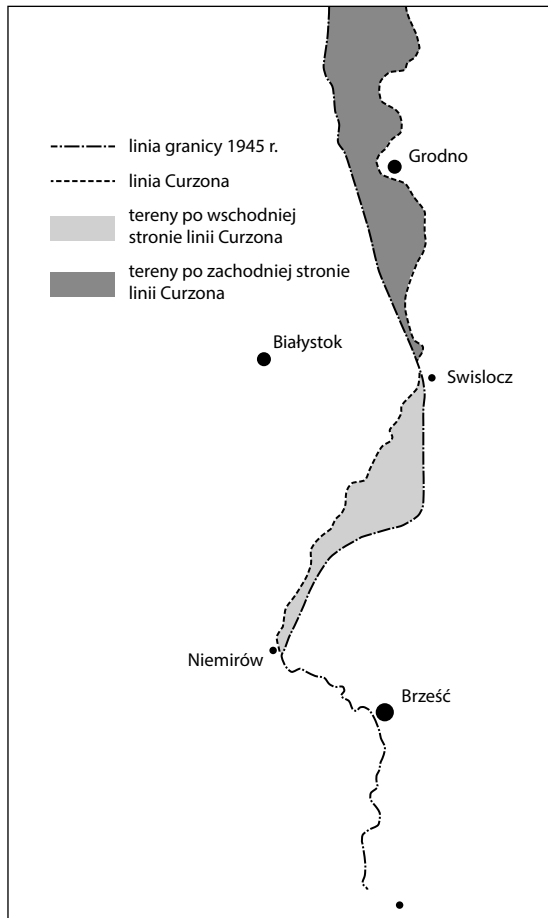 linia granicy 1945 r.
linia Curzona
tereny po wschodniej
stronie linii Curzona
tereny po zachodniej stronie
linii Curzona
Grodno
Białystok
Swislocz
Niemirów
Brześć